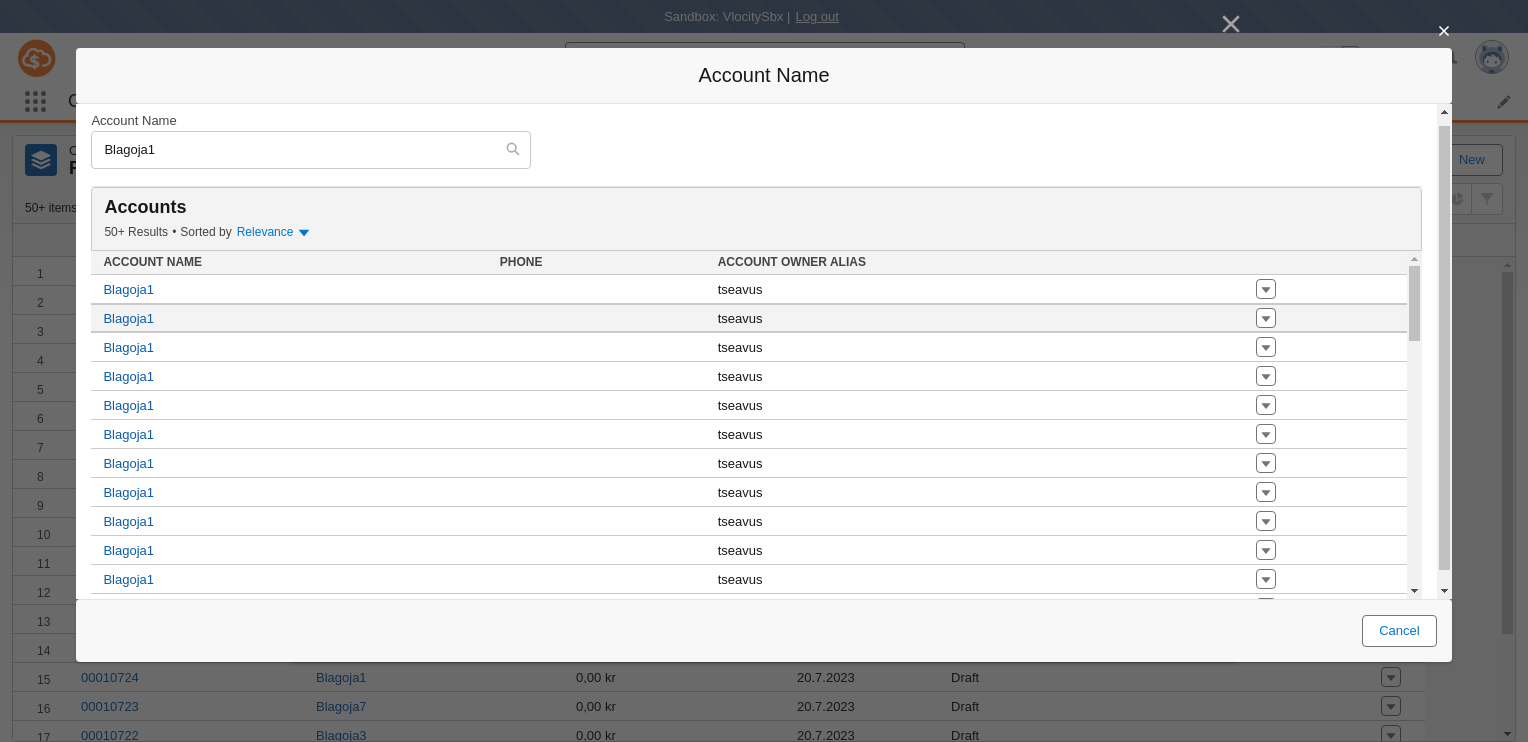 Sandbox: VlocitySbx | Log out
Account Name
Account Name
Blagoja1
New
50+ items
Accounts
50+ Results • Sorted by Relevance
ACCOUNT NAME PHONE ACCOUNT OWNER ALIAS
Blagoja1 tseavus
Blagoja1 tseavus
Blagoja1 tseavus
Blagoja1 tseavus
Blagoja1 tseavus
Blagoja1 tseavus
Blagoja1 tseavus
Blagoja1 tseavus
Blagoja1 tseavus
Blagoja1 tseavus
Blagoja1 tseavus
1
2
3
4
5
6
7
8
9
10
11
12
13
14
Cancel
15 00010724 Blagoja1 0,00 kr 20.7.2023 Draft
16 00010723 Blagoja7 0,00 kr 20.7.2023 Draft
17 00010722 Blagoja3 0,00 kr 20.7.2023 Draft